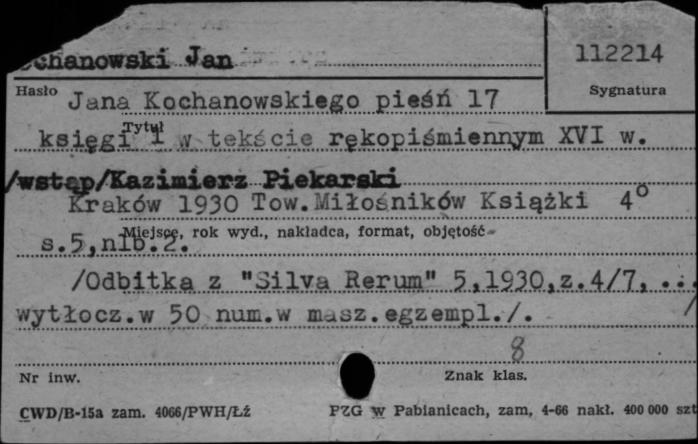 ochanowski Jan
112214
Hasło
Sygnatura
Jana Kochanowskiego pieśń 17
Tytuł
księgi 1 w tekście rękopiśmiennym XVI w.
/wstąp/Kazimierz Piekarski
Kraków 1930 Tow.Miłośników Książki 4°
Miejsce, rok wyd., nakładca, format, objętość
s.5,nlb.2.
/Odbitka z "Silva Rerum" 5,1930,z.4/7, ...
wytłocz.w 50 num.w masz.egzempl./. /
8
Nr inw.
Znak klas.
CWD/B-15a zam. 4066/PWH/Łż
PZG w Pabianicach, zam, 4-66 nakł. 400 000 szt